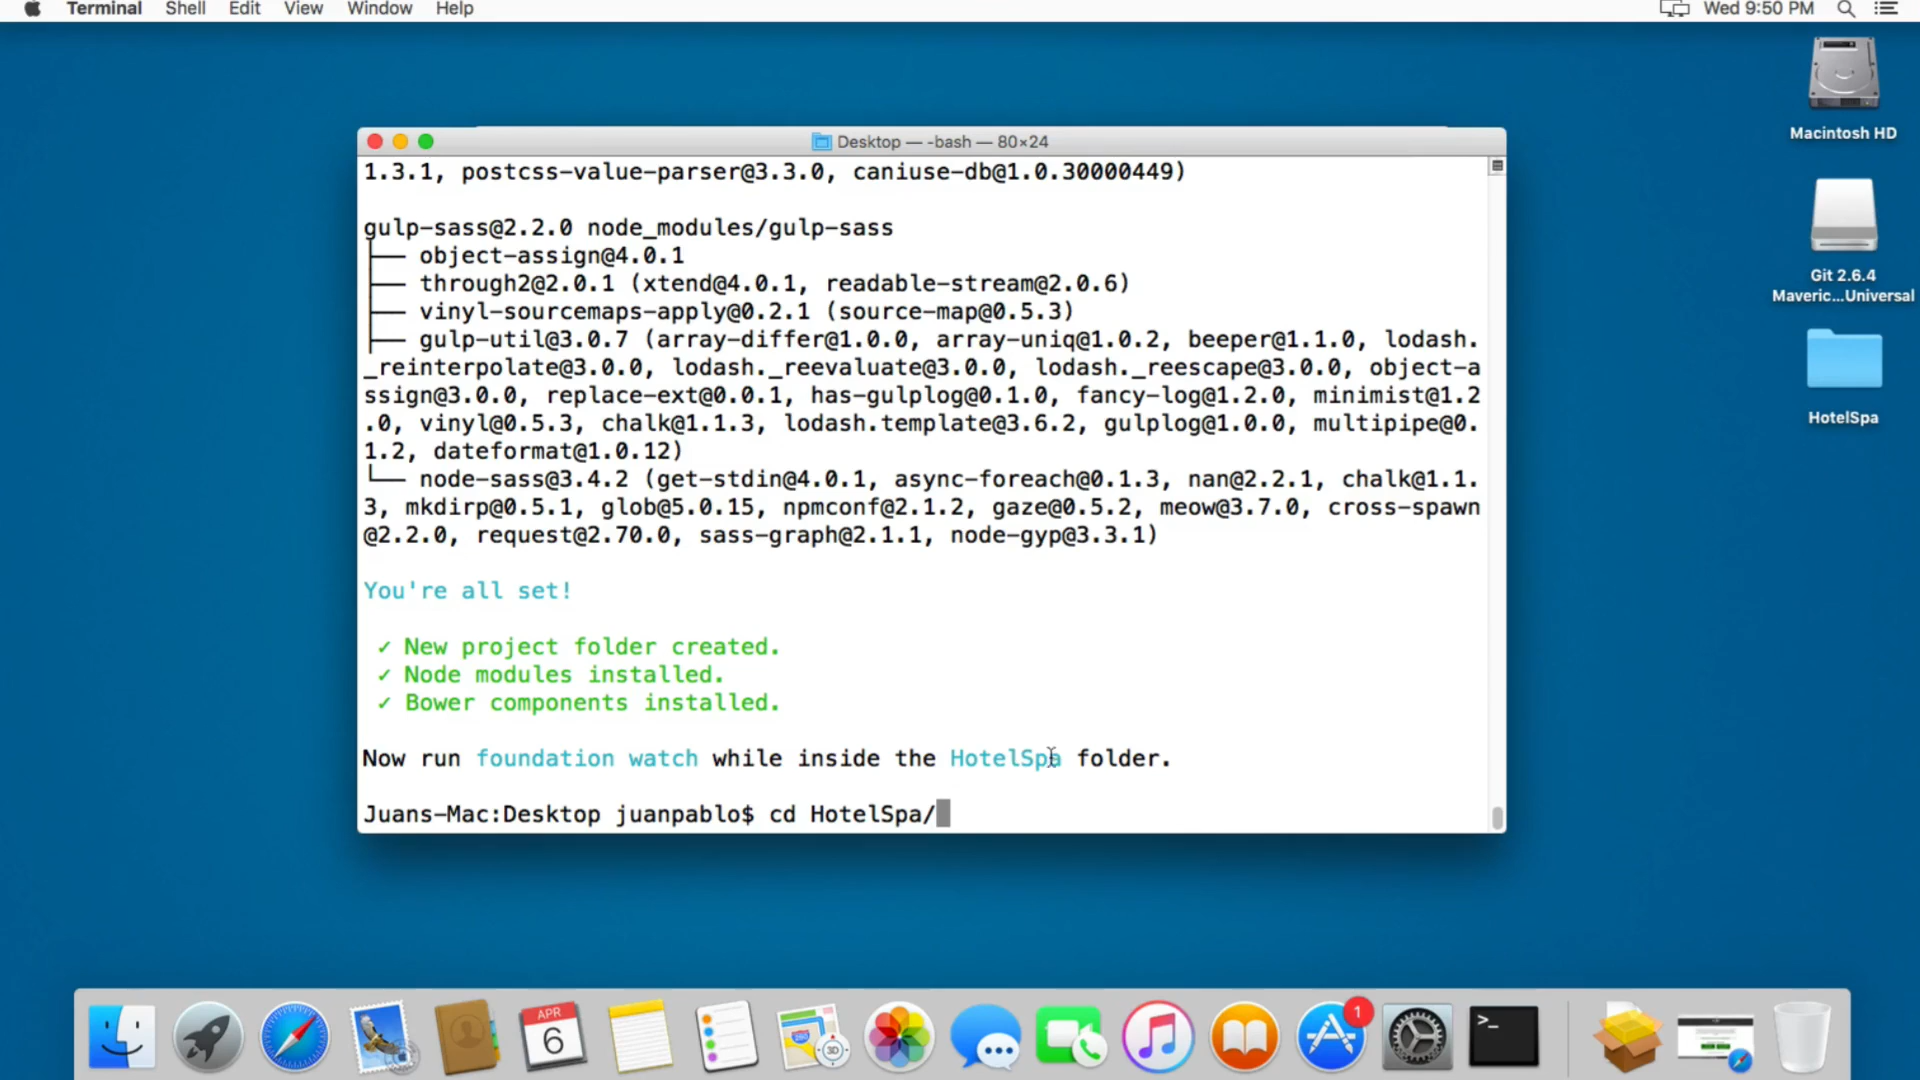 Terminal Shell Edit View Window Help Wed 9:50 PM
Macintosh HD
Git 2.6.4
Maveric...Universal
HotelSpa
Desktop — -bash — 80×24
1.3.1, postcss-value-parser@3.3.0, caniuse-db@1.0.30000449)
gulp-sass@2.2.0 node_modules/gulp-sass
├── object-assign@4.0.1
├── through2@2.0.1 (xtend@4.0.1, readable-stream@2.0.6)
├── vinyl-sourcemaps-apply@0.2.1 (source-map@0.5.3)
├── gulp-util@3.0.7 (array-differ@1.0.0, array-uniq@1.0.2, beeper@1.1.0, lodash.
_reinterpolate@3.0.0, lodash._reevaluate@3.0.0, lodash._reescape@3.0.0, object-a
ssign@3.0.0, replace-ext@0.0.1, has-gulplog@0.1.0, fancy-log@1.2.0, minimist@1.2
.0, vinyl@0.5.3, chalk@1.1.3, lodash.template@3.6.2, gulplog@1.0.0, multipipe@0.
1.2, dateformat@1.0.12)
└── node-sass@3.4.2 (get-stdin@4.0.1, async-foreach@0.1.3, nan@2.2.1, chalk@1.1.
3, mkdirp@0.5.1, glob@5.0.15, npmconf@2.1.2, gaze@0.5.2, meow@3.7.0, cross-spawn
@2.2.0, request@2.70.0, sass-graph@2.1.1, node-gyp@3.3.1)
You're all set!
✓ New project folder created.
✓ Node modules installed.
✓ Bower components installed.
Now run foundation watch while inside the HotelSpa folder.
Juans-Mac:Desktop juanpablo$ cd HotelSpa/
APR
6
3D
1
>_